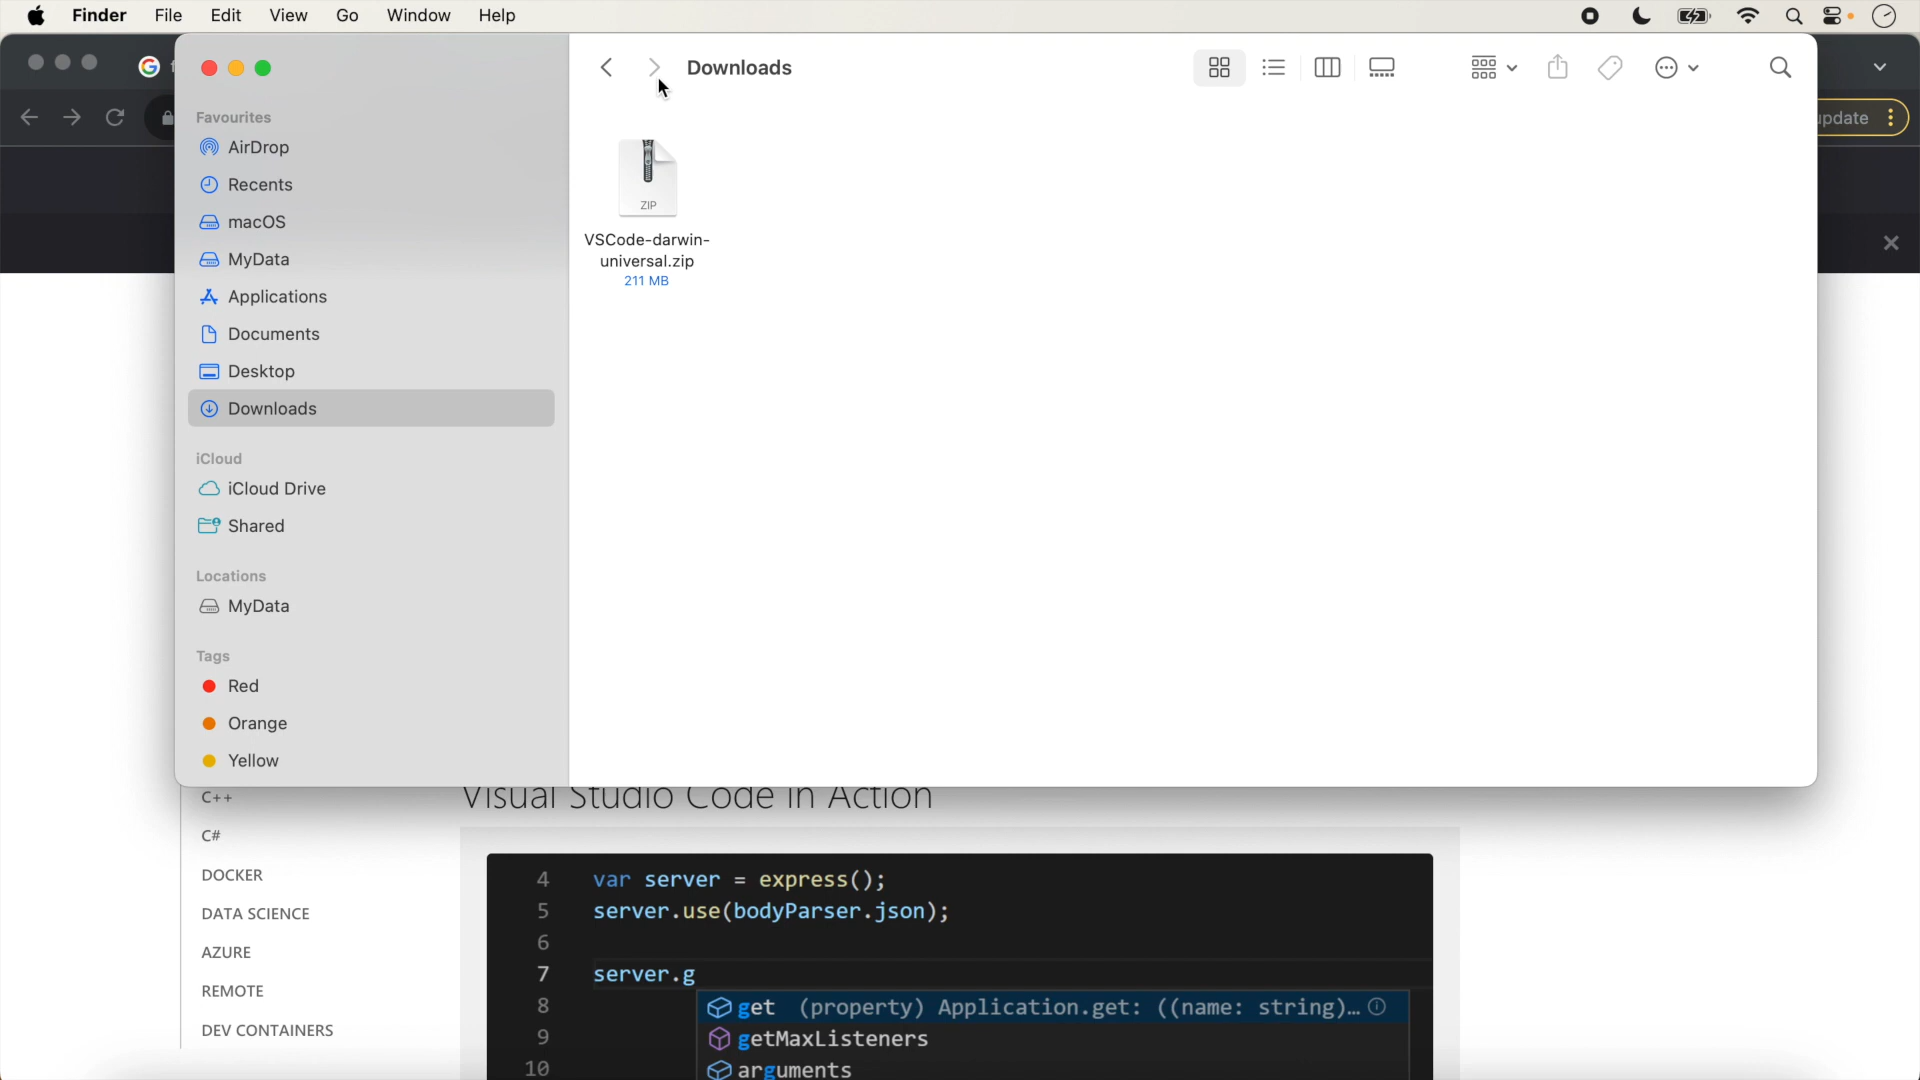 Finder File Edit View Go Window Help
Downloads
update
Favourites
AirDrop
Recents
macOS
MyData
Applications
Documents
Desktop
Downloads
iCloud
iCloud Drive
Shared
Locations
MyData
Tags
Red
Orange
Yellow
ZIP
VSCode-darwin-
universal.zip
211 MB
C++
C#
DOCKER
DATA SCIENCE
AZURE
REMOTE
DEV CONTAINERS
Visual Studio Code in Action
4 var server = express();
5 server.use(bodyParser.json);
6
7 server.g
8 get (property) Application.get: ((name: string)…
9 getMaxListeners
10 arguments